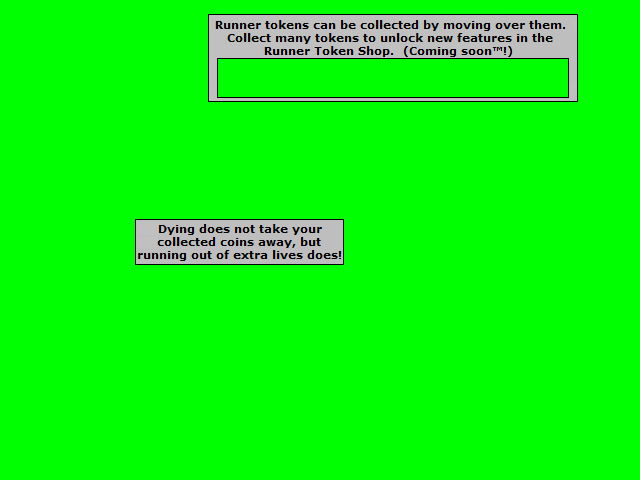 Runner tokens can be collected by moving over them.
Collect many tokens to unlock new features in the
Runner Token Shop.  (Coming soon™!)
Dying does not take your
collected coins away, but
running out of extra lives does!